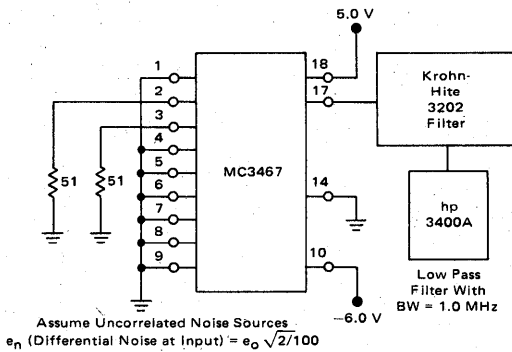 5.0 V
1
2
3
4
5
6
7
8
9
18
17
14
10
MC3467
51
51
Krohn-
Hite
3202
Filter
hp
3400A
Low Pass
Filter With
BW = 1.0 MHz
−6.0 V
Assume Uncorrelated Noise Sources
en (Differential Noise at Input) = eo √2/100